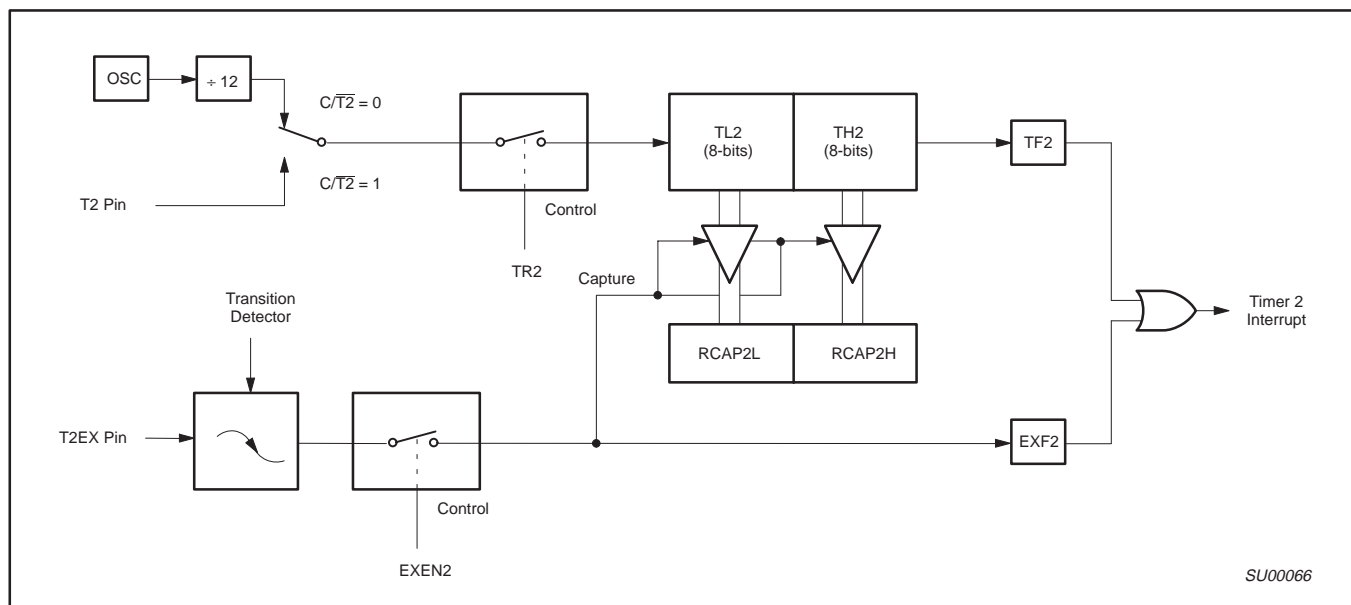 OSC
÷ 12
C/T2 = 0
C/T2 = 1
T2 Pin
Control
TR2
TL2
(8-bits)
TH2
(8-bits)
TF2
Capture
Transition
Detector
RCAP2L
RCAP2H
Timer 2
Interrupt
T2EX Pin
Control
EXEN2
EXF2
SU00066